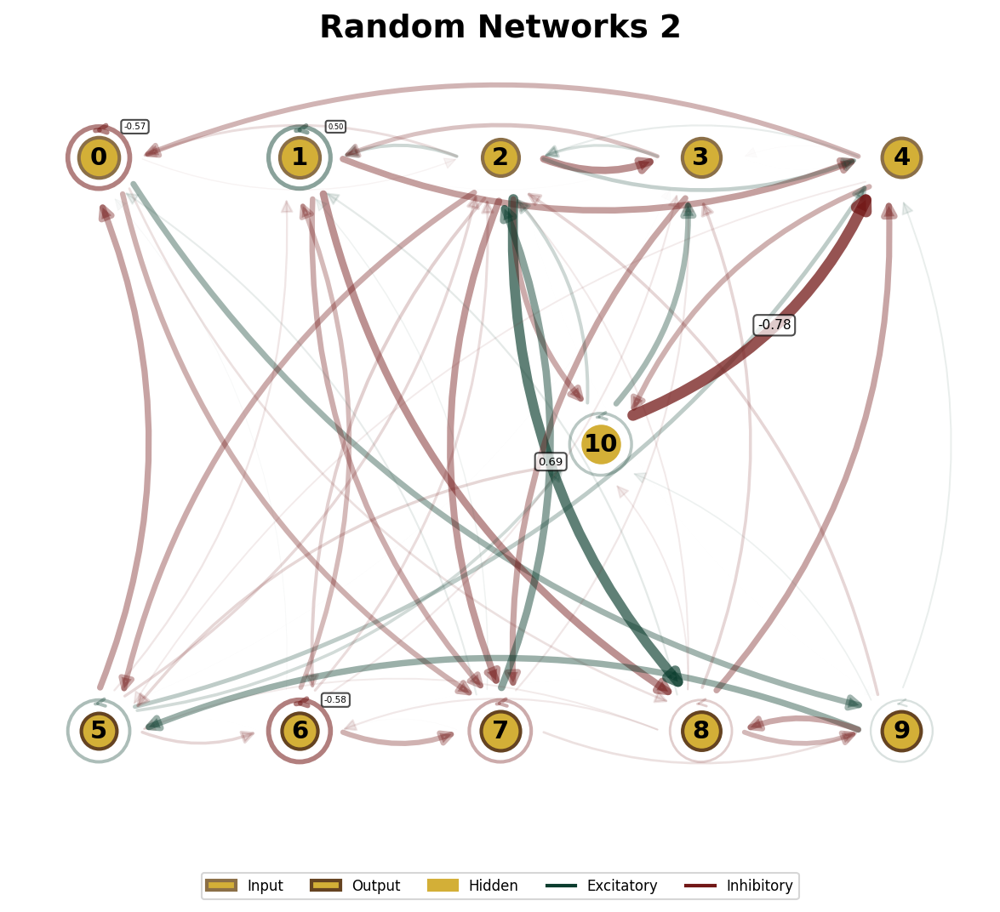 Random Networks 2
-0.57 0.50
0 1 2 3 4
-0.78
10
0.69
-0.58
5 6 7 8 9
Input Output Hidden Excitatory Inhibitory